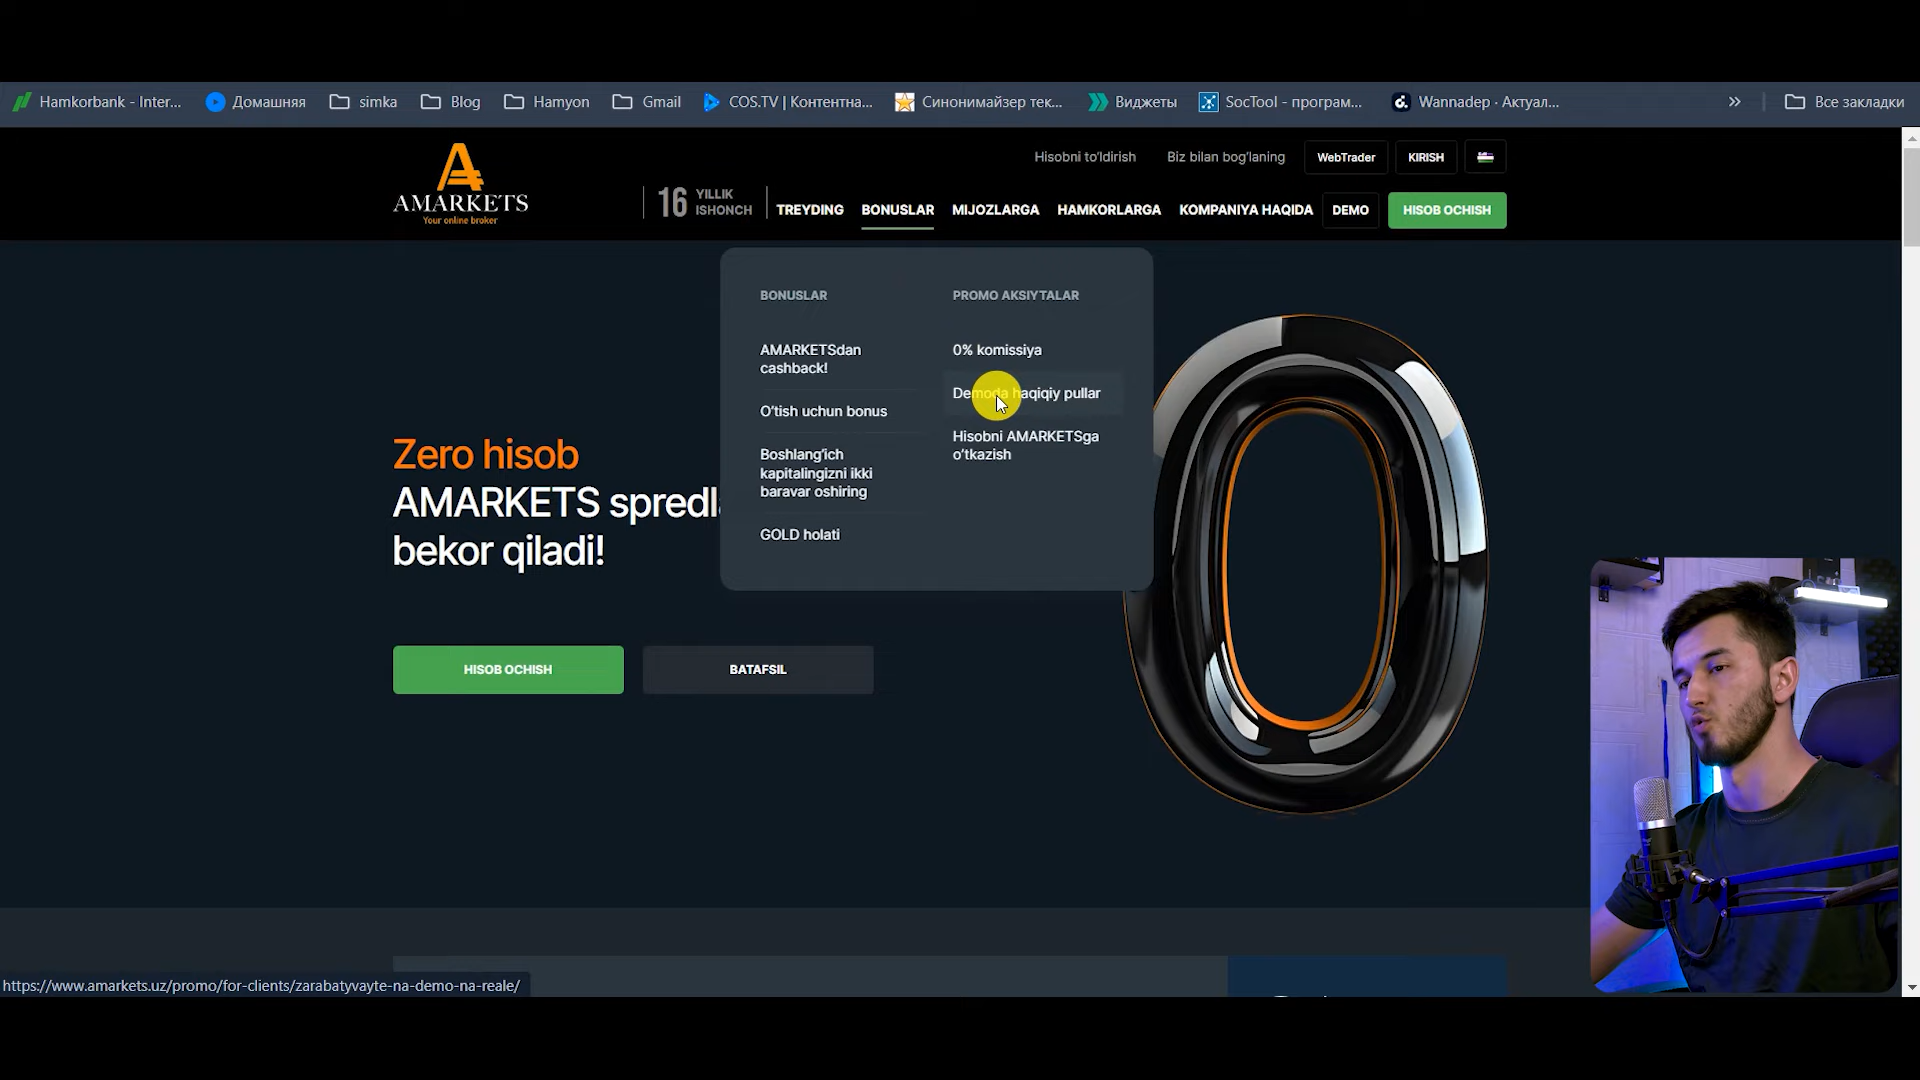 Hamkorbank - Inter...
Домашняя
simka
Blog
Hamyon
Gmail
COS.TV | Контентна...
Синонимайзер тек...
Виджеты
SocTool - програм...
Wannadep · Актуал...
Все закладки
Hisobni to'ldirish
Biz bilan bog'laning
WebTrader
KIRISH
AMARKETS
Your online broker
16 YILLIK
ISHONCH
TREYDING
BONUSLAR
MIJOZLARGA
HAMKORLARGA
KOMPANIYA HAQIDA
DEMO
HISOB OCHISH
BONUSLAR
AMARKETSdan
cashback!
O'tish uchun bonus
Boshlang'ich
kapitalingizni ikki
baravar oshiring
GOLD holati
PROMO AKSIYTALAR
0% komissiya
Demoda haqiqiy pullar
Hisobni AMARKETSga
o'tkazish
Zero hisob
AMARKETS spredl
bekor qiladi!
HISOB OCHISH
BATAFSIL
https://www.amarkets.uz/promo/for-clients/zarabatyvayte-na-demo-na-reale/